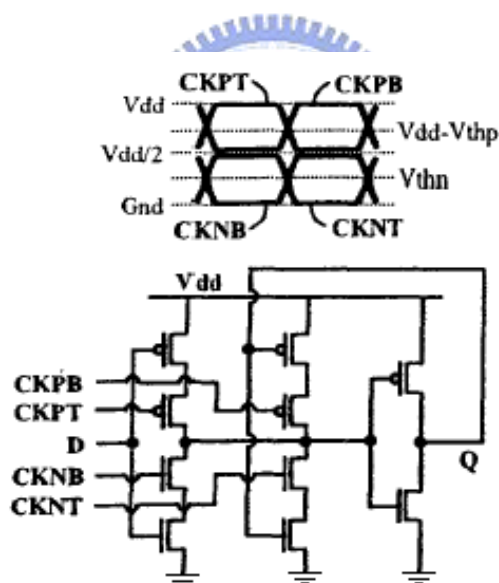 CKPT CKPB
Vdd
Vdd-Vthp
Vdd/2
Vthn
Gnd
CKNB CKNT
Vdd
CKPB
CKPT
D
CKNB
CKNT
Q